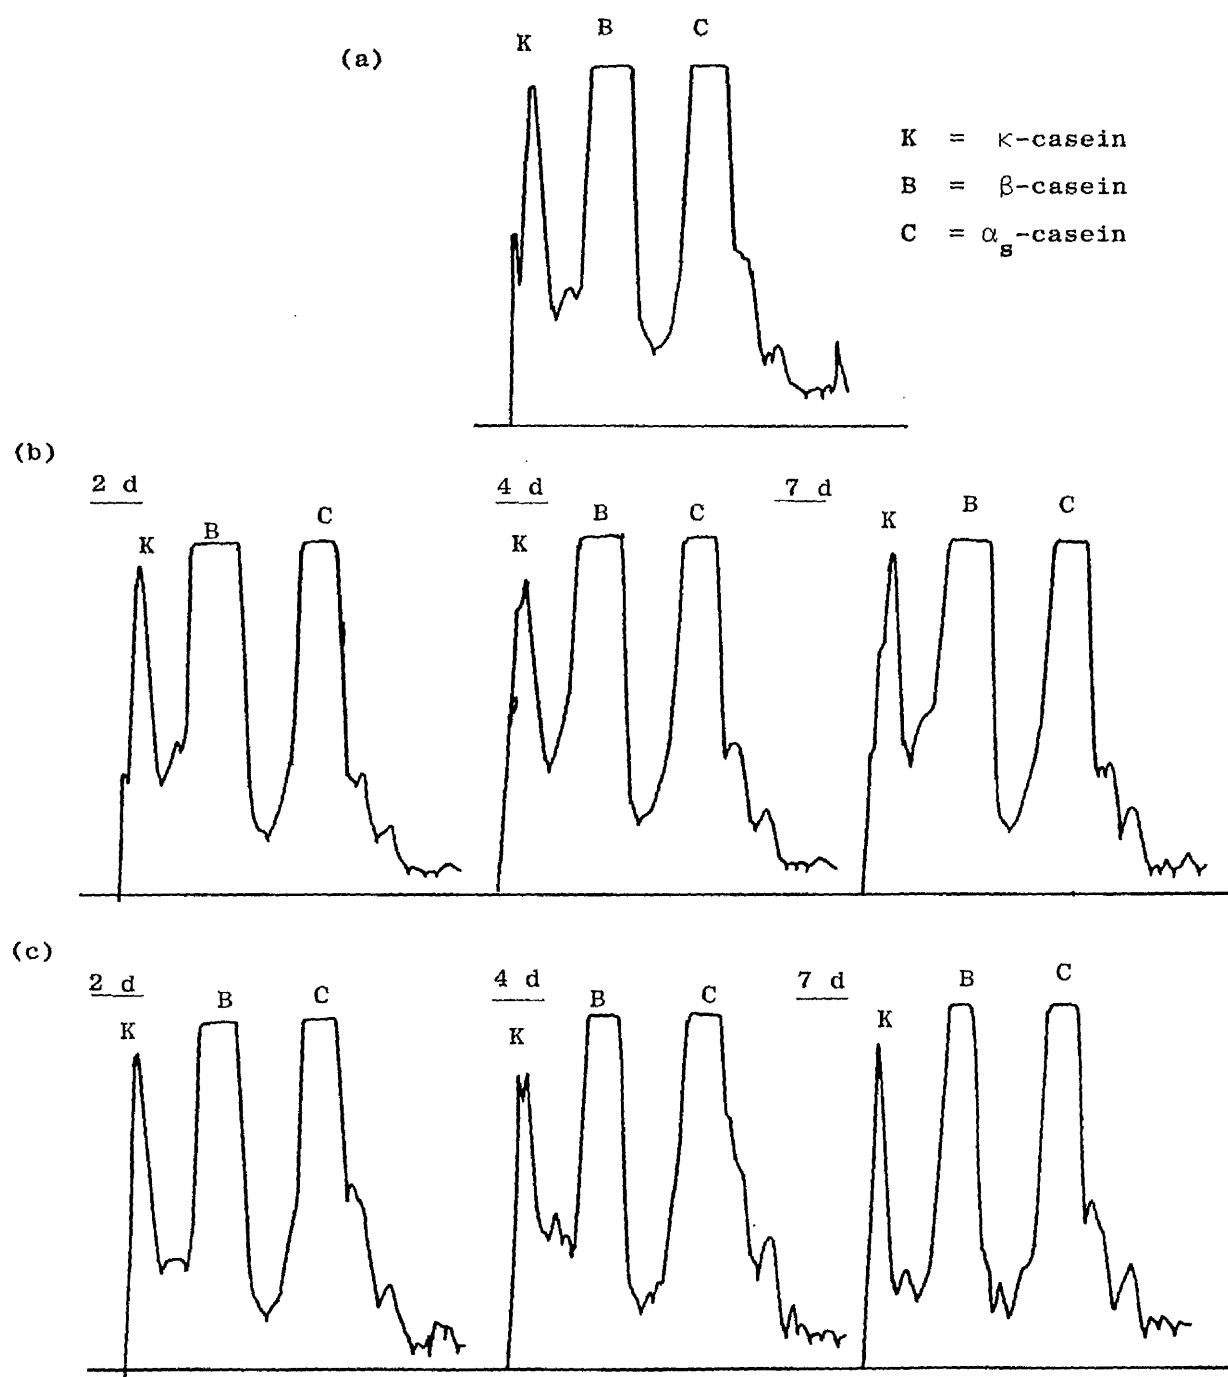 (a)
K B C
K = κ-casein
B = β-casein
C = αs-casein
(b)
2 d 4 d 7 d
K B C K B C K B C
(c)
2 d 4 d 7 d
K B C K B C K B C